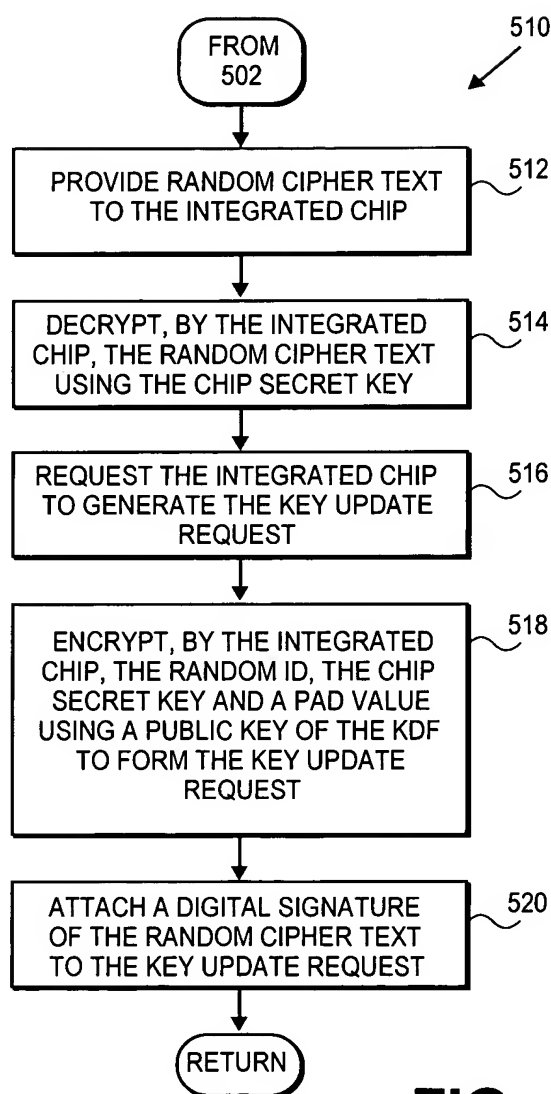 FROM
502
510
PROVIDE RANDOM CIPHER TEXT
TO THE INTEGRATED CHIP
512
DECRYPT, BY THE INTEGRATED
CHIP, THE RANDOM CIPHER TEXT
USING THE CHIP SECRET KEY
514
REQUEST THE INTEGRATED CHIP
TO GENERATE THE KEY UPDATE
REQUEST
516
ENCRYPT, BY THE INTEGRATED
CHIP, THE RANDOM ID, THE CHIP
SECRET KEY AND A PAD VALUE
USING A PUBLIC KEY OF THE KDF
TO FORM THE KEY UPDATE
REQUEST
518
ATTACH A DIGITAL SIGNATURE
OF THE RANDOM CIPHER TEXT
TO THE KEY UPDATE REQUEST
520
RETURN